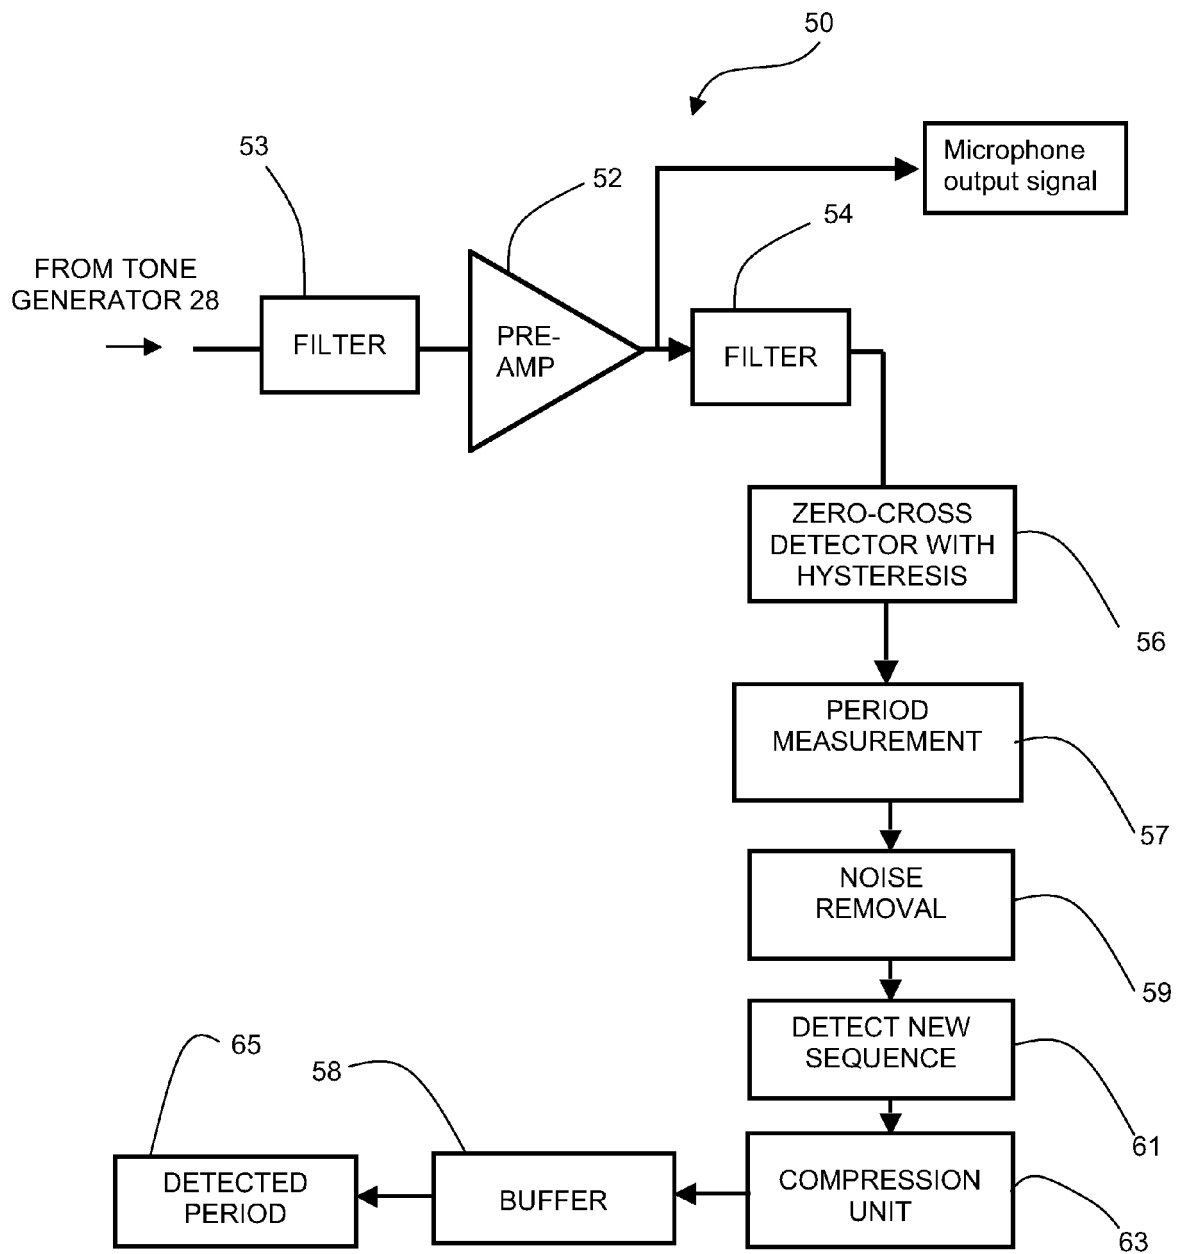 50
Microphone
output signal
53
52
54
FROM TONE
GENERATOR 28
FILTER
PRE-
AMP
FILTER
ZERO-CROSS
DETECTOR WITH
HYSTERESIS
56
PERIOD
MEASUREMENT
57
NOISE
REMOVAL
59
DETECT NEW
SEQUENCE
61
65
58
DETECTED
PERIOD
BUFFER
COMPRESSION
UNIT
63